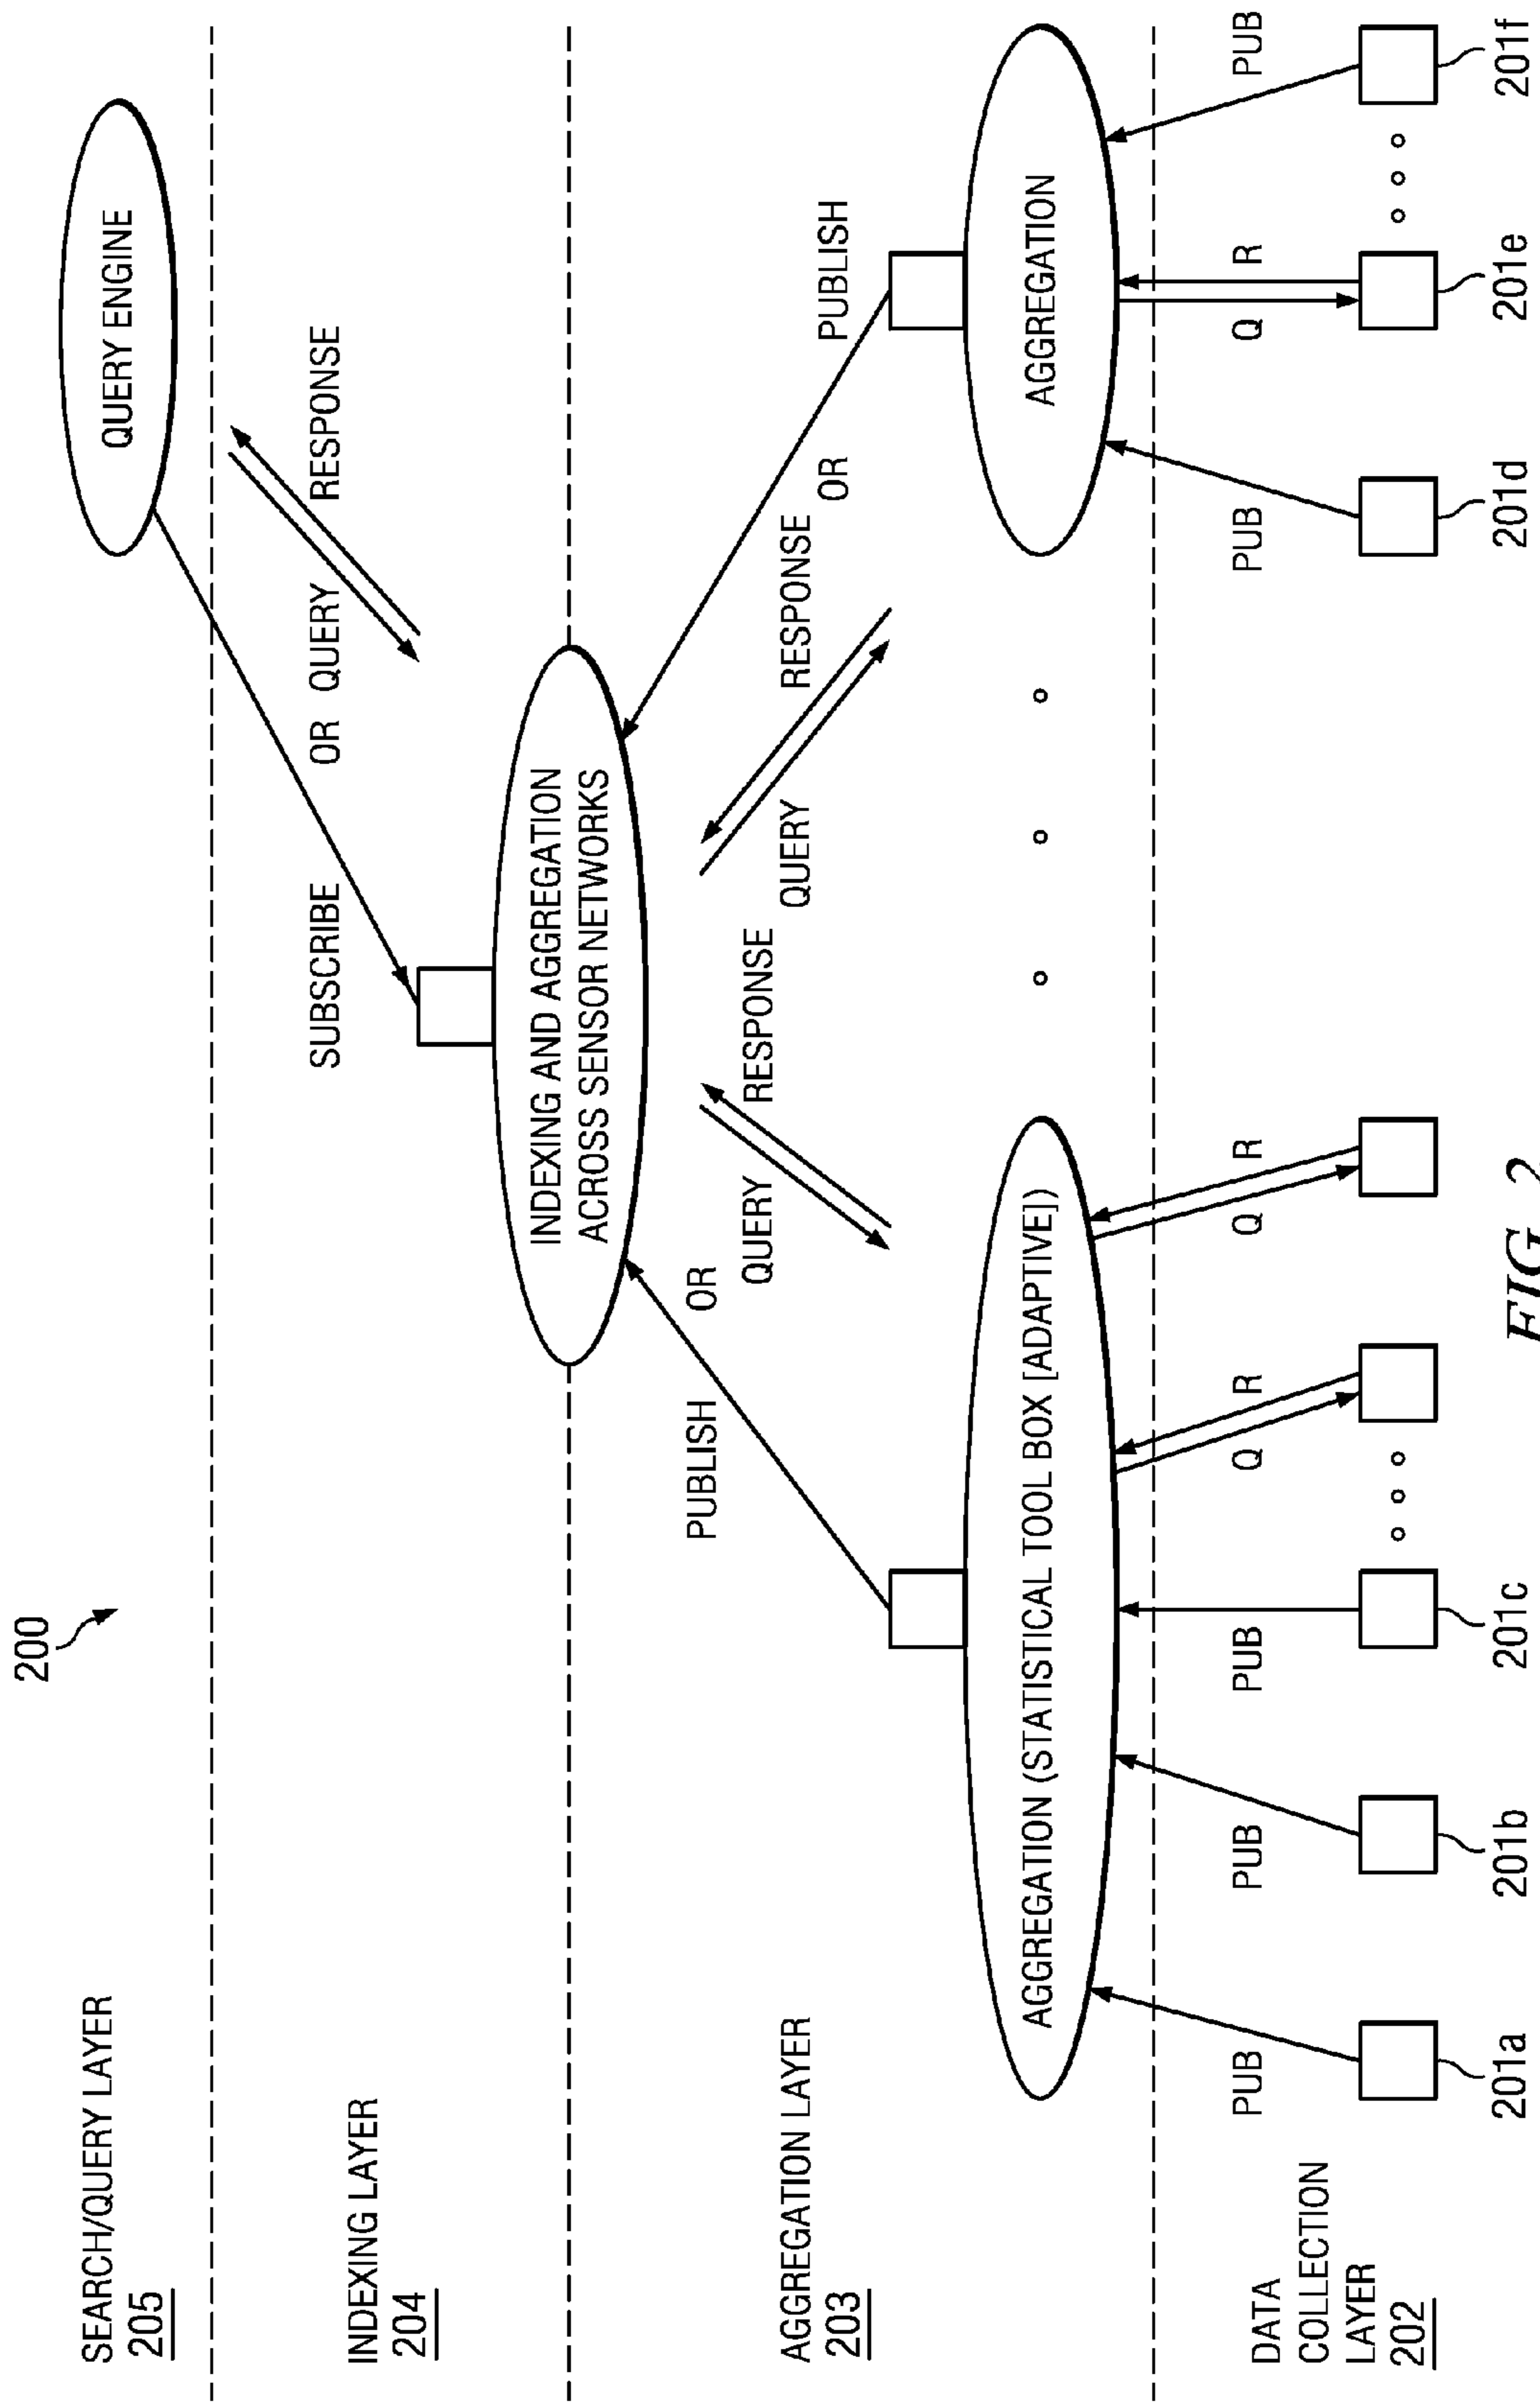 200
SEARCH/QUERY LAYER
205
QUERY ENGINE
INDEXING LAYER
204
SUBSCRIBE OR QUERY RESPONSE
INDEXING AND AGGREGATION
ACROSS SENSOR NETWORKS
AGGREGATION LAYER
203
PUBLISH OR
QUERY RESPONSE
QUERY RESPONSE
OR PUBLISH
AGGREGATION (STATISTICAL TOOL BOX [ADAPTIVE])
AGGREGATION
DATA
COLLECTION
LAYER
202
PUB PUB PUB Q R Q R PUB Q R PUB
201a 201b 201c 201d 201e 201f
FIG. 2